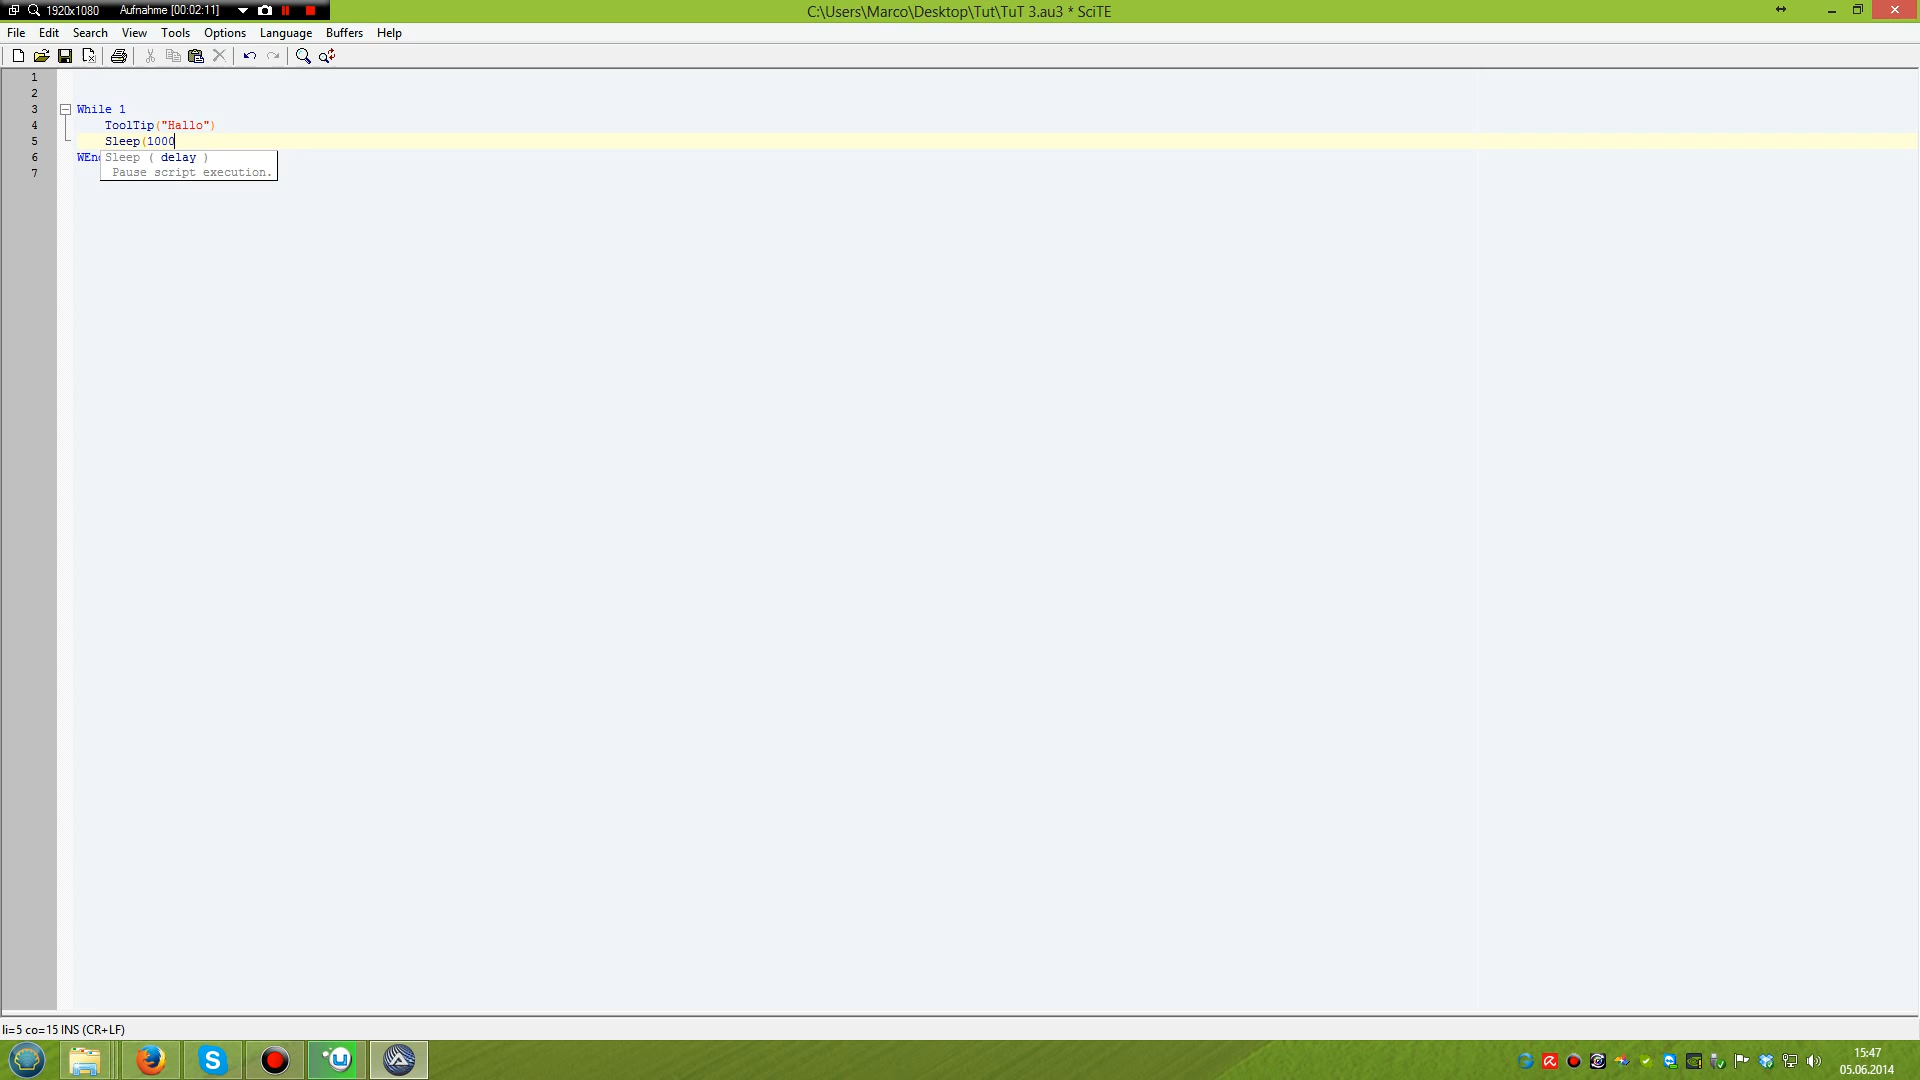 1920x1080 Aufnahme [00:02:11] C:\Users\Marco\Desktop\Tut\TuT 3.au3 * SciTE
File Edit Search View Tools Options Language Buffers Help
1
2
3 While 1
4 ToolTip("Hallo")
5 Sleep(1000
6 WEn Sleep ( delay )
Pause script execution.
7
li=5 co=15 INS (CR+LF)
15:47
05.06.2014